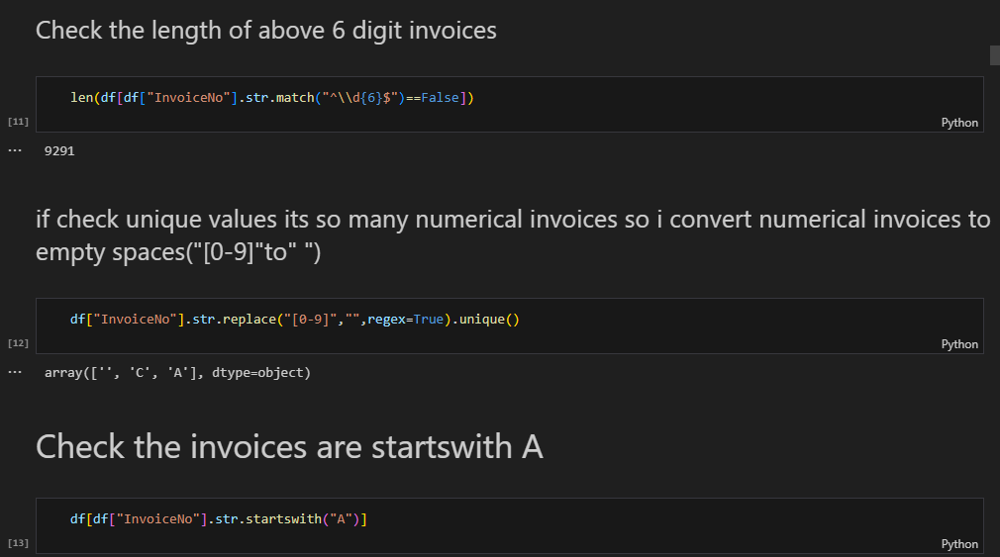 Check the length of above 6 digit invoices
len(df[df["InvoiceNo"].str.match("^\\d{6}$")==False])
[11]
Python
... 9291
if check unique values its so many numerical invoices so i convert numerical invoices to
empty spaces("[0-9]"to" ")
df["InvoiceNo"].str.replace("[0-9]","",regex=True).unique()
[12]
Python
... array(['', 'C', 'A'], dtype=object)
Check the invoices are startswith A
df[df["InvoiceNo"].str.startswith("A")]
[13]
Python